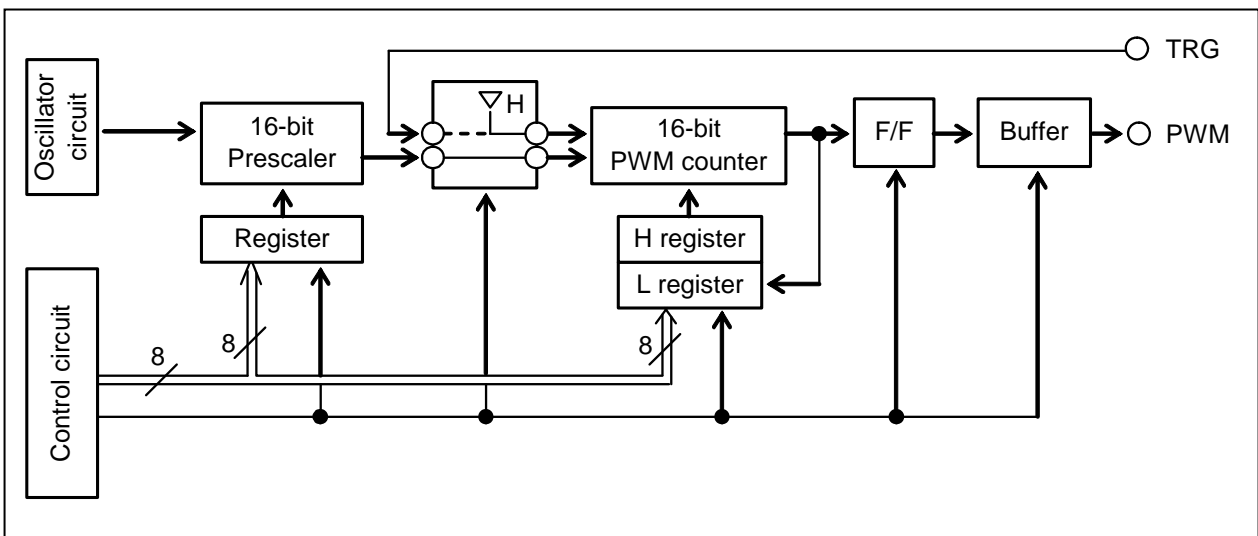 TRG
Oscillator
circuit
16-bit
Prescaler
H
16-bit
PWM counter
F/F
Buffer
PWM
Register
H register
L register
Control circuit
8
8
8